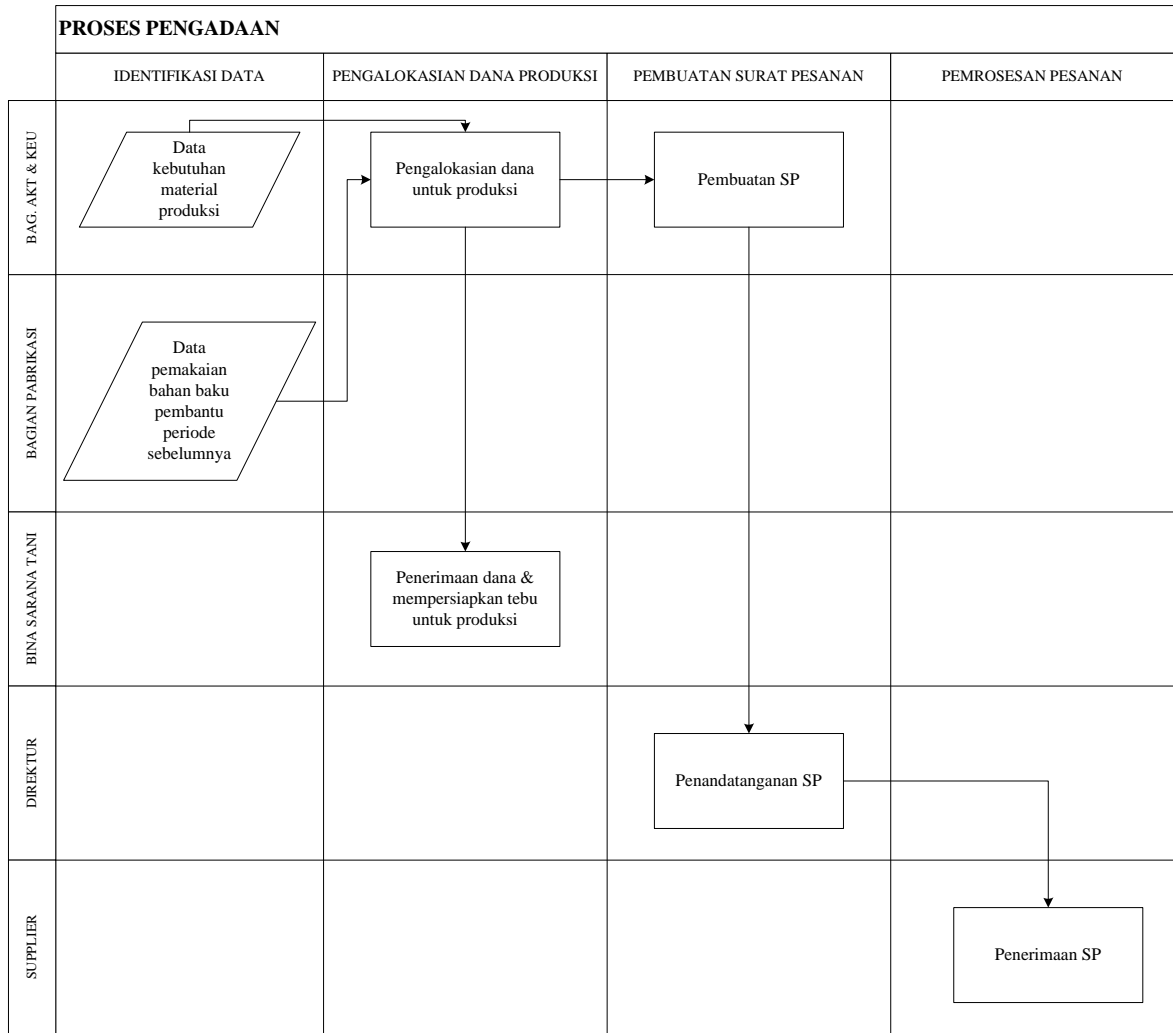 PROSES PENGADAAN
IDENTIFIKASI DATA
PENGALOKASIAN DANA PRODUKSI
PEMBUATAN SURAT PESANAN
PEMROSESAN PESANAN
BAG. AKT & KEU
Data
kebutuhan
material
produksi
Pengalokasian dana
untuk produksi
Pembuatan SP
BAGIAN PABRIKASI
Data
pemakaian
bahan baku
pembantu
periode
sebelumnya
BINA SARANA TANI
Penerimaan dana &
mempersiapkan tebu
untuk produksi
DIREKTUR
Penandatanganan SP
SUPPLIER
Penerimaan SP